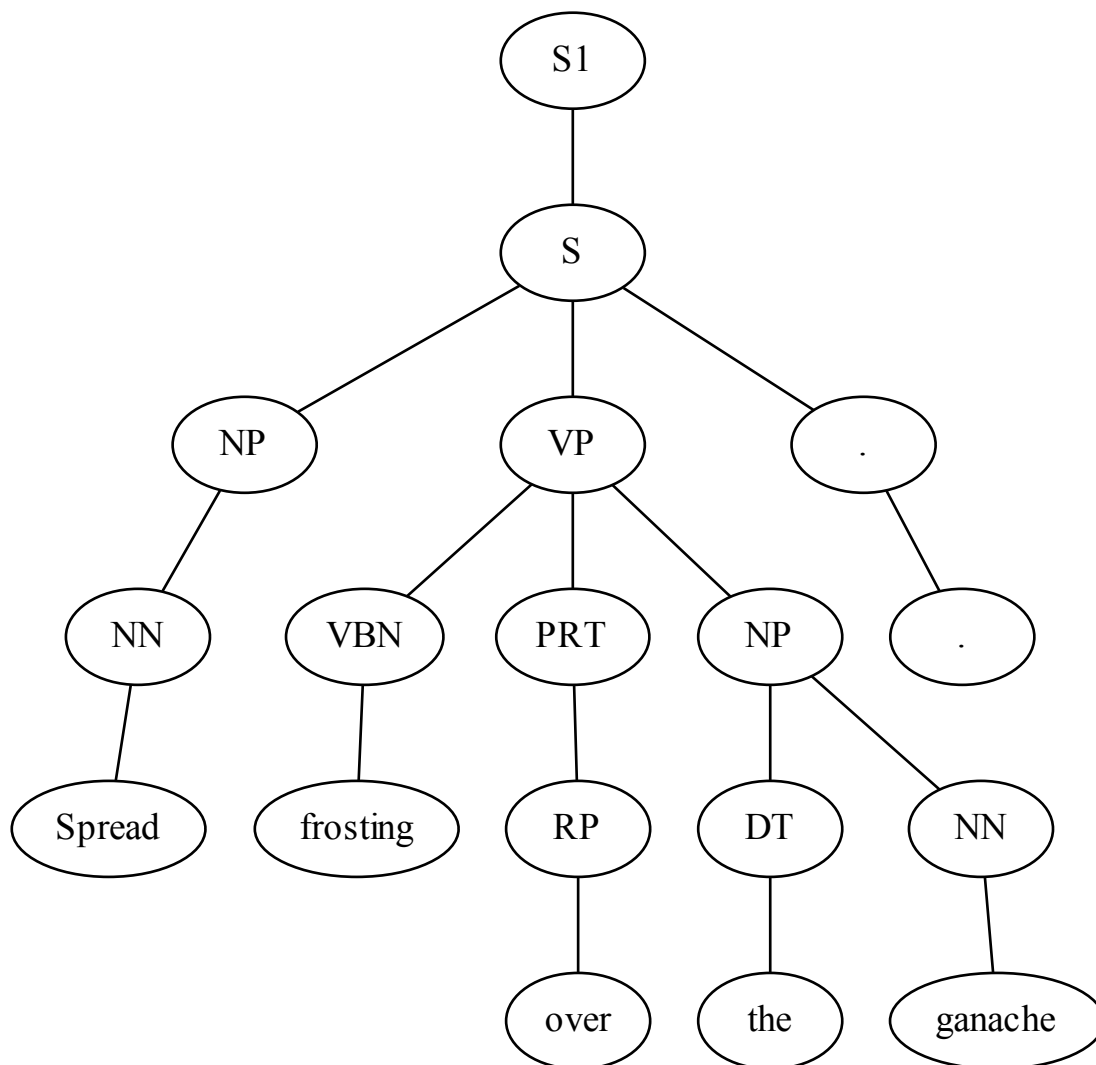 S1
S
NP VP .
NN VBN PRT NP .
Spread frosting RP DT NN
over the ganache